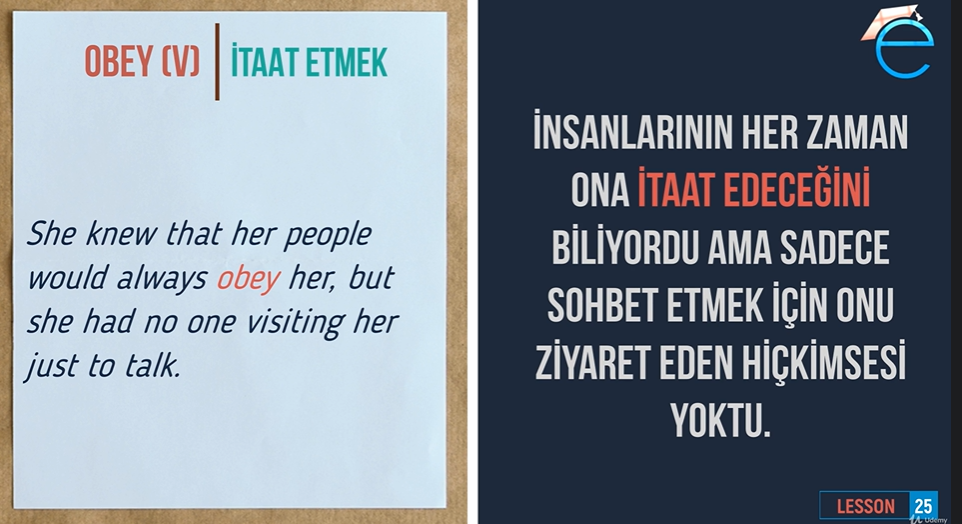 OBEY (V) | İTAAT ETMEK
She knew that her people
would always obey her, but
she had no one visiting her
just to talk.
e
İNSANLARININ HER ZAMAN
ONA İTAAT EDECEĞİNİ
BİLİYORDU AMA SADECE
SOHBET ETMEK İÇİN ONU
ZİYARET EDEN HİÇKİMSESİ
YOKTU.
LESSON 25
Udemy